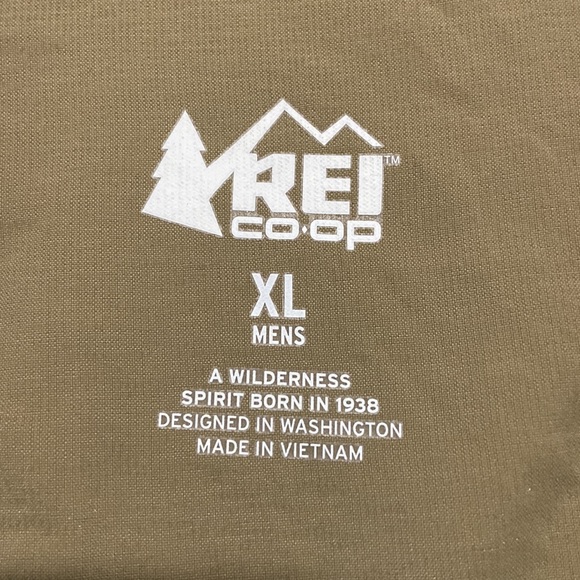 REI™
CO·OP
XL
MENS
A WILDERNESS
SPIRIT BORN IN 1938
DESIGNED IN WASHINGTON
MADE IN VIETNAM